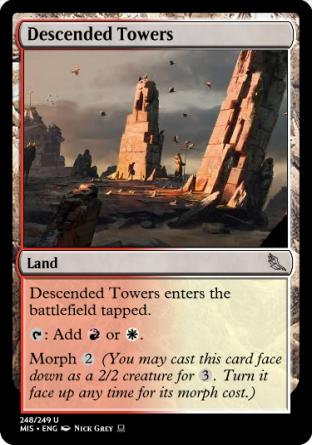 Descended Towers
Land
Descended Towers enters the
battlefield tapped.
: Add or .
Morph 2 (You may cast this card face
down as a 2/2 creature for 3. Turn it
face up any time for its morph cost.)
248/249 U
MIS • ENG Nick Grey